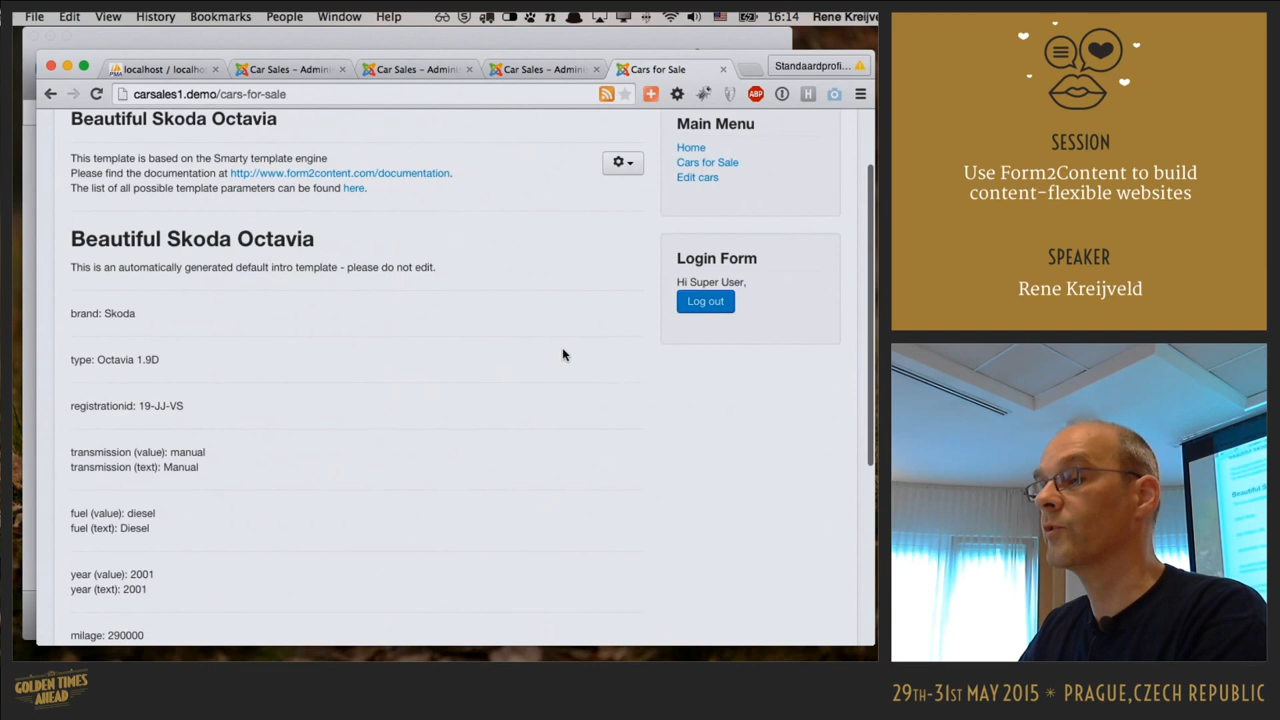 File Edit View History Bookmarks People Window Help 16:14 Rene Kreijve
localhost / localho
Car Sales – Admini
Car Sales – Admini
Car Sales – Admini
Cars for Sale
Standaardprofi...
carsales1.demo/cars-for-sale
ABP
Beautiful Skoda Octavia
This template is based on the Smarty template engine
Please find the documentation at http://www.form2content.com/documentation.
The list of all possible template parameters can be found here.
Beautiful Skoda Octavia
This is an automatically generated default intro template - please do not edit.
brand: Skoda
type: Octavia 1.9D
registrationid: 19-JJ-VS
transmission (value): manual
transmission (text): Manual
fuel (value): diesel
fuel (text): Diesel
year (value): 2001
year (text): 2001
milage: 290000
Main Menu
Home
Cars for Sale
Edit cars
Login Form
Hi Super User,
Log out
SESSION
Use Form2Content to build
content-flexible websites
SPEAKER
Rene Kreijveld
GOLDEN TIMES
AHEAD
29TH-31ST MAY 2015 * PRAGUE,CZECH REPUBLIC